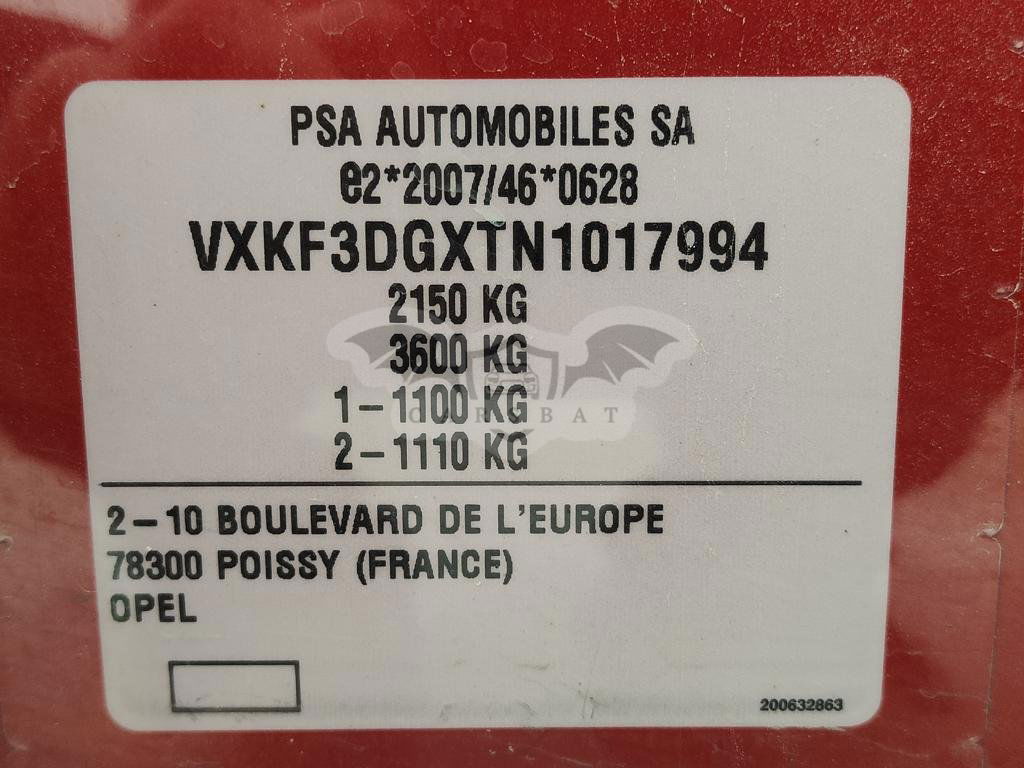 PSA AUTOMOBILES SA
e2*2007/46*0628
VXKF3DGXTN1017994
2150 KG
3600 KG
1-1100 KG
2-1110 KG
CARSBAT
2-10 BOULEVARD DE L'EUROPE
78300 POISSY (FRANCE)
OPEL
200632863